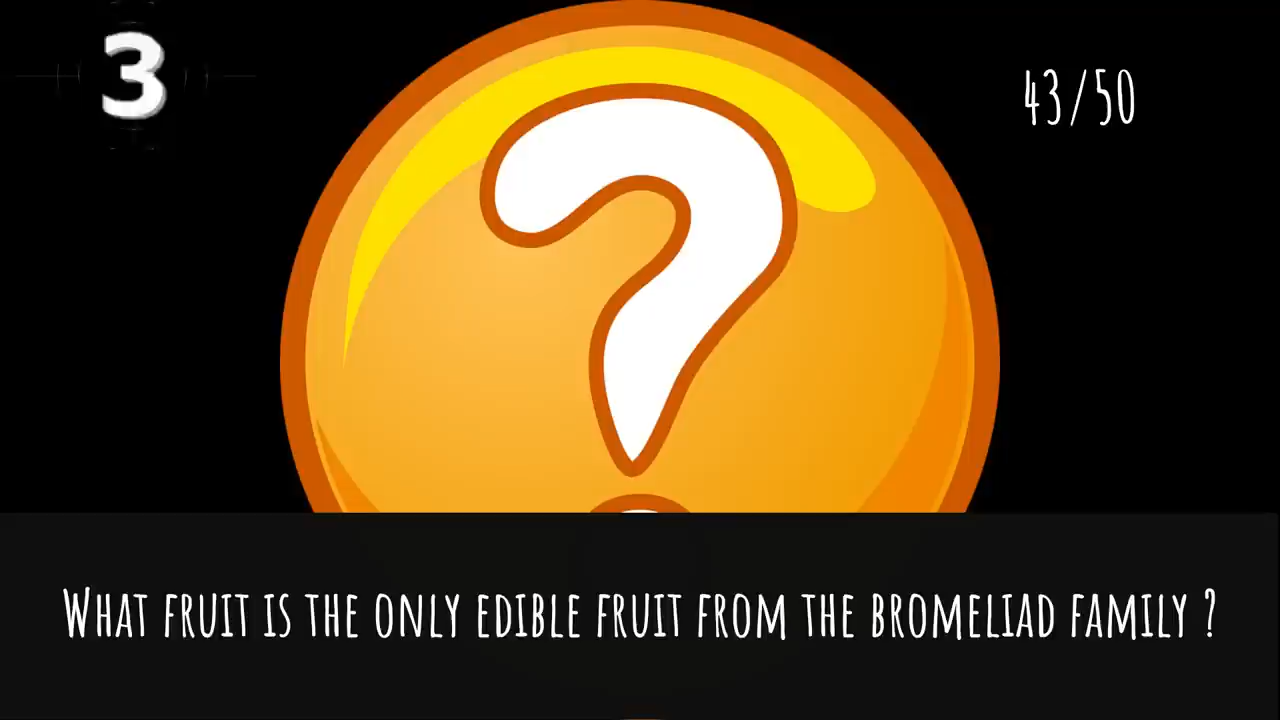 3
43/50
What fruit is the only edible fruit from the bromeliad family ?